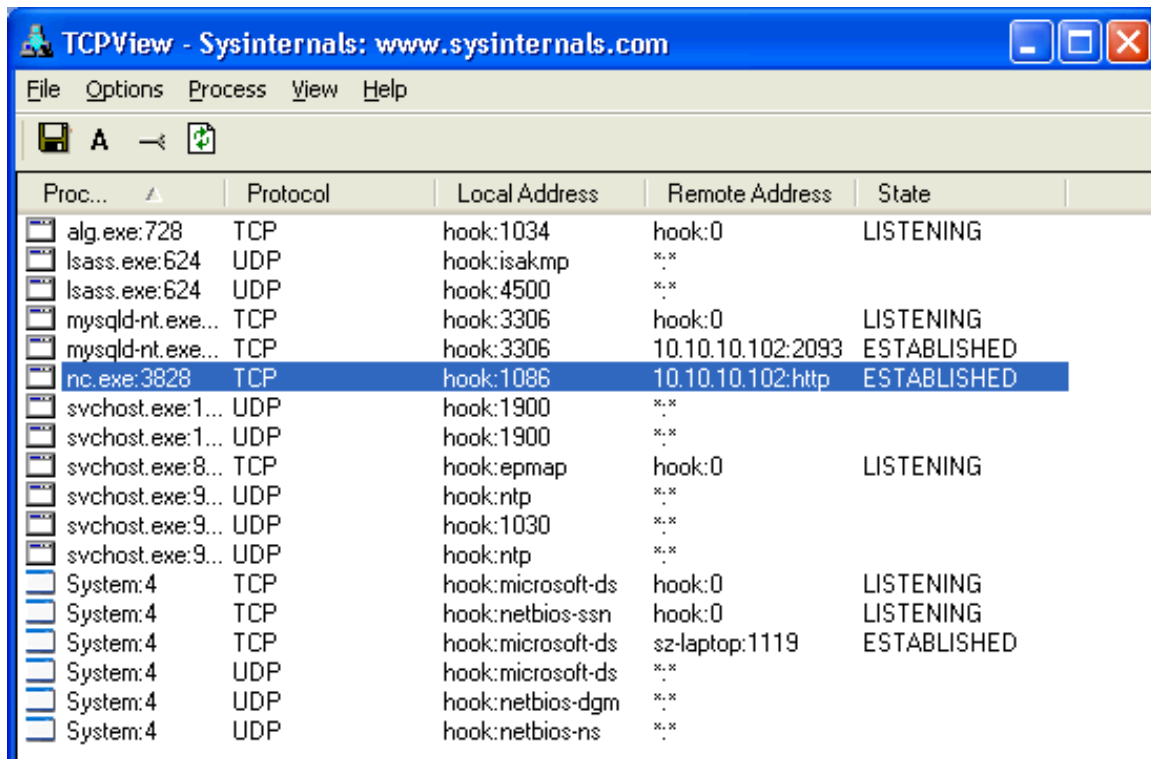 TCPView - Sysinternals: www.sysinternals.com
File Options Process View Help
A
Proc... Protocol Local Address Remote Address State
alg.exe:728 TCP hook:1034 hook:0 LISTENING
lsass.exe:624 UDP hook:isakmp *:*
lsass.exe:624 UDP hook:4500 *:*
mysqld-nt.exe... TCP hook:3306 hook:0 LISTENING
mysqld-nt.exe... TCP hook:3306 10.10.10.102:2093 ESTABLISHED
nc.exe:3828 TCP hook:1086 10.10.10.102:http ESTABLISHED
svchost.exe:1... UDP hook:1900 *:*
svchost.exe:1... UDP hook:1900 *:*
svchost.exe:8... TCP hook:epmap hook:0 LISTENING
svchost.exe:9... UDP hook:ntp *:*
svchost.exe:9... UDP hook:1030 *:*
svchost.exe:9... UDP hook:ntp *:*
System:4 TCP hook:microsoft-ds hook:0 LISTENING
System:4 TCP hook:netbios-ssn hook:0 LISTENING
System:4 TCP hook:microsoft-ds sz-laptop:1119 ESTABLISHED
System:4 UDP hook:microsoft-ds *:*
System:4 UDP hook:netbios-dgm *:*
System:4 UDP hook:netbios-ns *:*